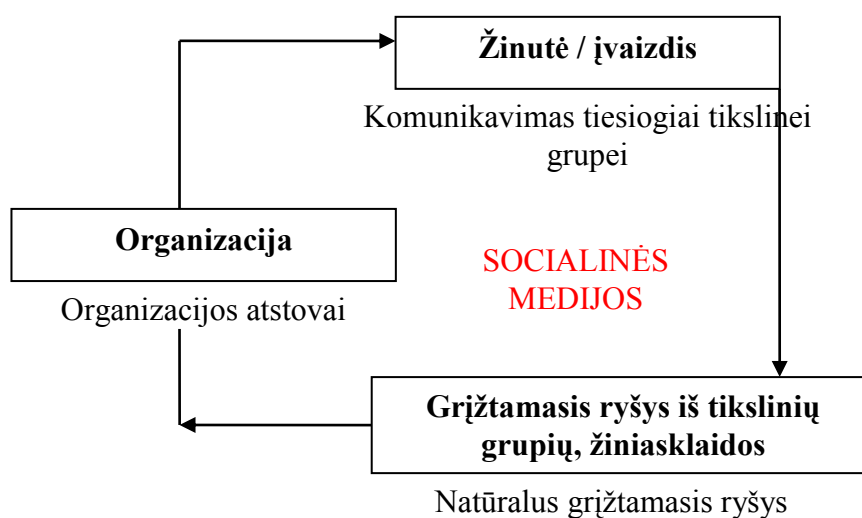 Žinutė / įvaizdis
Komunikavimas tiesiogiai tikslinei
grupei
Organizacija
Organizacijos atstovai
SOCIALINĖS
MEDIJOS
Grįžtamasis ryšys iš tikslinių
grupių, žiniasklaidos
Natūralus grįžtamasis ryšys